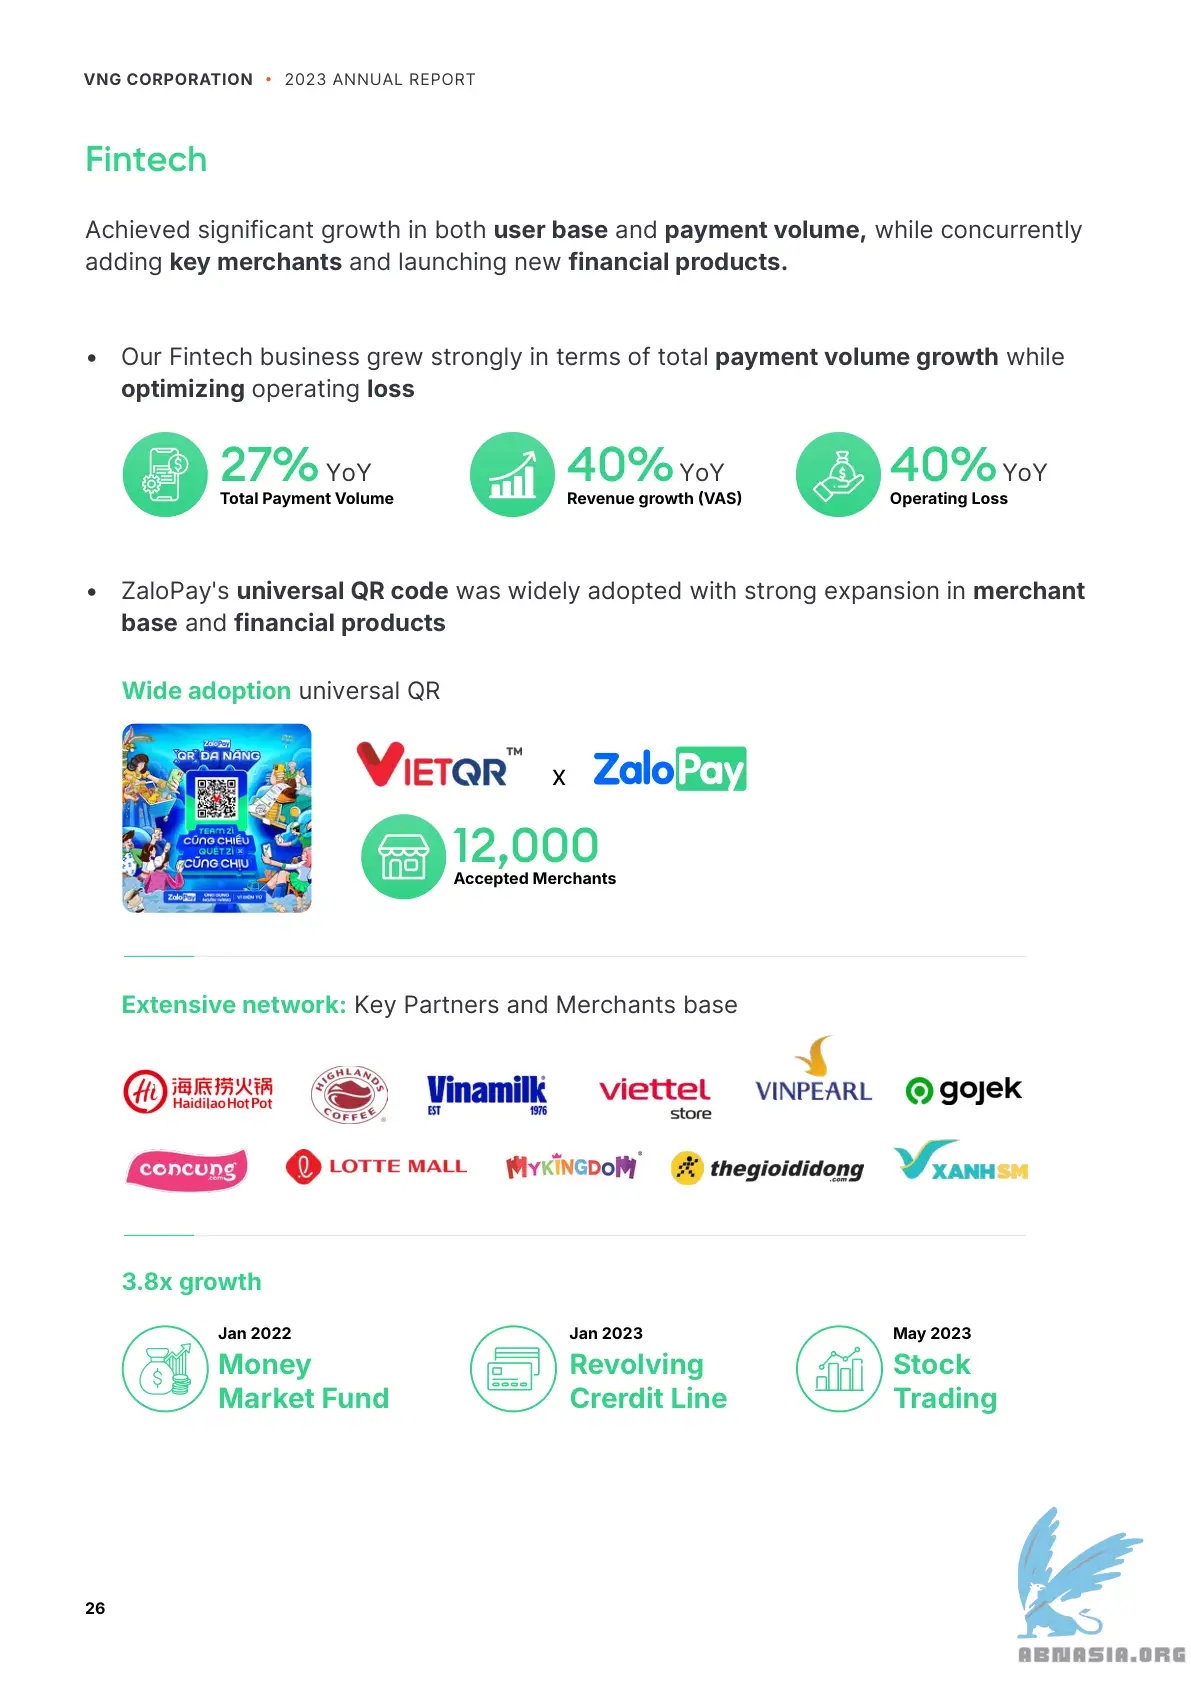 VNG CORPORATION • 2023 ANNUAL REPORT
Fintech
Achieved significant growth in both user base and payment volume, while concurrently
adding key merchants and launching new financial products.
• Our Fintech business grew strongly in terms of total payment volume growth while
optimizing operating loss
27% YoY
Total Payment Volume
40% YoY
Revenue growth (VAS)
40% YoY
Operating Loss
• ZaloPay's universal QR code was widely adopted with strong expansion in merchant
base and financial products
Wide adoption universal QR
ZaloPay
QR ĐA NĂNG
TEAM ZÌ
CŨNG CHIỀU
QUÉT ZÌ
CŨNG CHỊU
ZaloPay
VIETQR™ x ZaloPay
12,000
Accepted Merchants
Extensive network: Key Partners and Merchants base
Hi 海底捞火锅
HaidilaoHotPot
HIGHLANDS
COFFEE
Vinamilk
EST 1976
viettel
store
VINPEARL
gojek
concung
.com
LOTTE MALL
MYKINGDOM
thegioididong
.com
XANH SM
3.8x growth
Jan 2022
Money
Market Fund
Jan 2023
Revolving
Crerdit Line
May 2023
Stock
Trading
26
ABNASIA.ORG